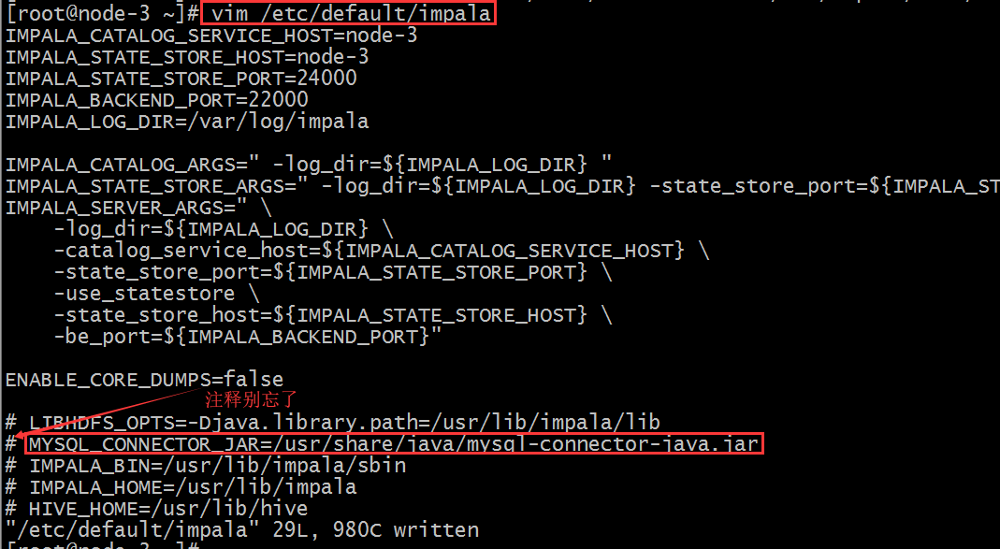 [root@node-3 ~]# vim /etc/default/impala
IMPALA_CATALOG_SERVICE_HOST=node-3
IMPALA_STATE_STORE_HOST=node-3
IMPALA_STATE_STORE_PORT=24000
IMPALA_BACKEND_PORT=22000
IMPALA_LOG_DIR=/var/log/impala
IMPALA_CATALOG_ARGS=" -log_dir=${IMPALA_LOG_DIR} "
IMPALA_STATE_STORE_ARGS=" -log_dir=${IMPALA_LOG_DIR} -state_store_port=${IMPALA_ST
IMPALA_SERVER_ARGS=" \
-log_dir=${IMPALA_LOG_DIR} \
-catalog_service_host=${IMPALA_CATALOG_SERVICE_HOST} \
-state_store_port=${IMPALA_STATE_STORE_PORT} \
-use_statestore \
-state_store_host=${IMPALA_STATE_STORE_HOST} \
-be_port=${IMPALA_BACKEND_PORT}"
ENABLE_CORE_DUMPS=false
注释别忘了
# LIBHDFS_OPTS=-Djava.library.path=/usr/lib/impala/lib
# MYSQL_CONNECTOR_JAR=/usr/share/java/mysql-connector-java.jar
# IMPALA_BIN=/usr/lib/impala/sbin
# IMPALA_HOME=/usr/lib/impala
# HIVE_HOME=/usr/lib/hive
"/etc/default/impala" 29L, 980C written
[root@node-3 ~]#